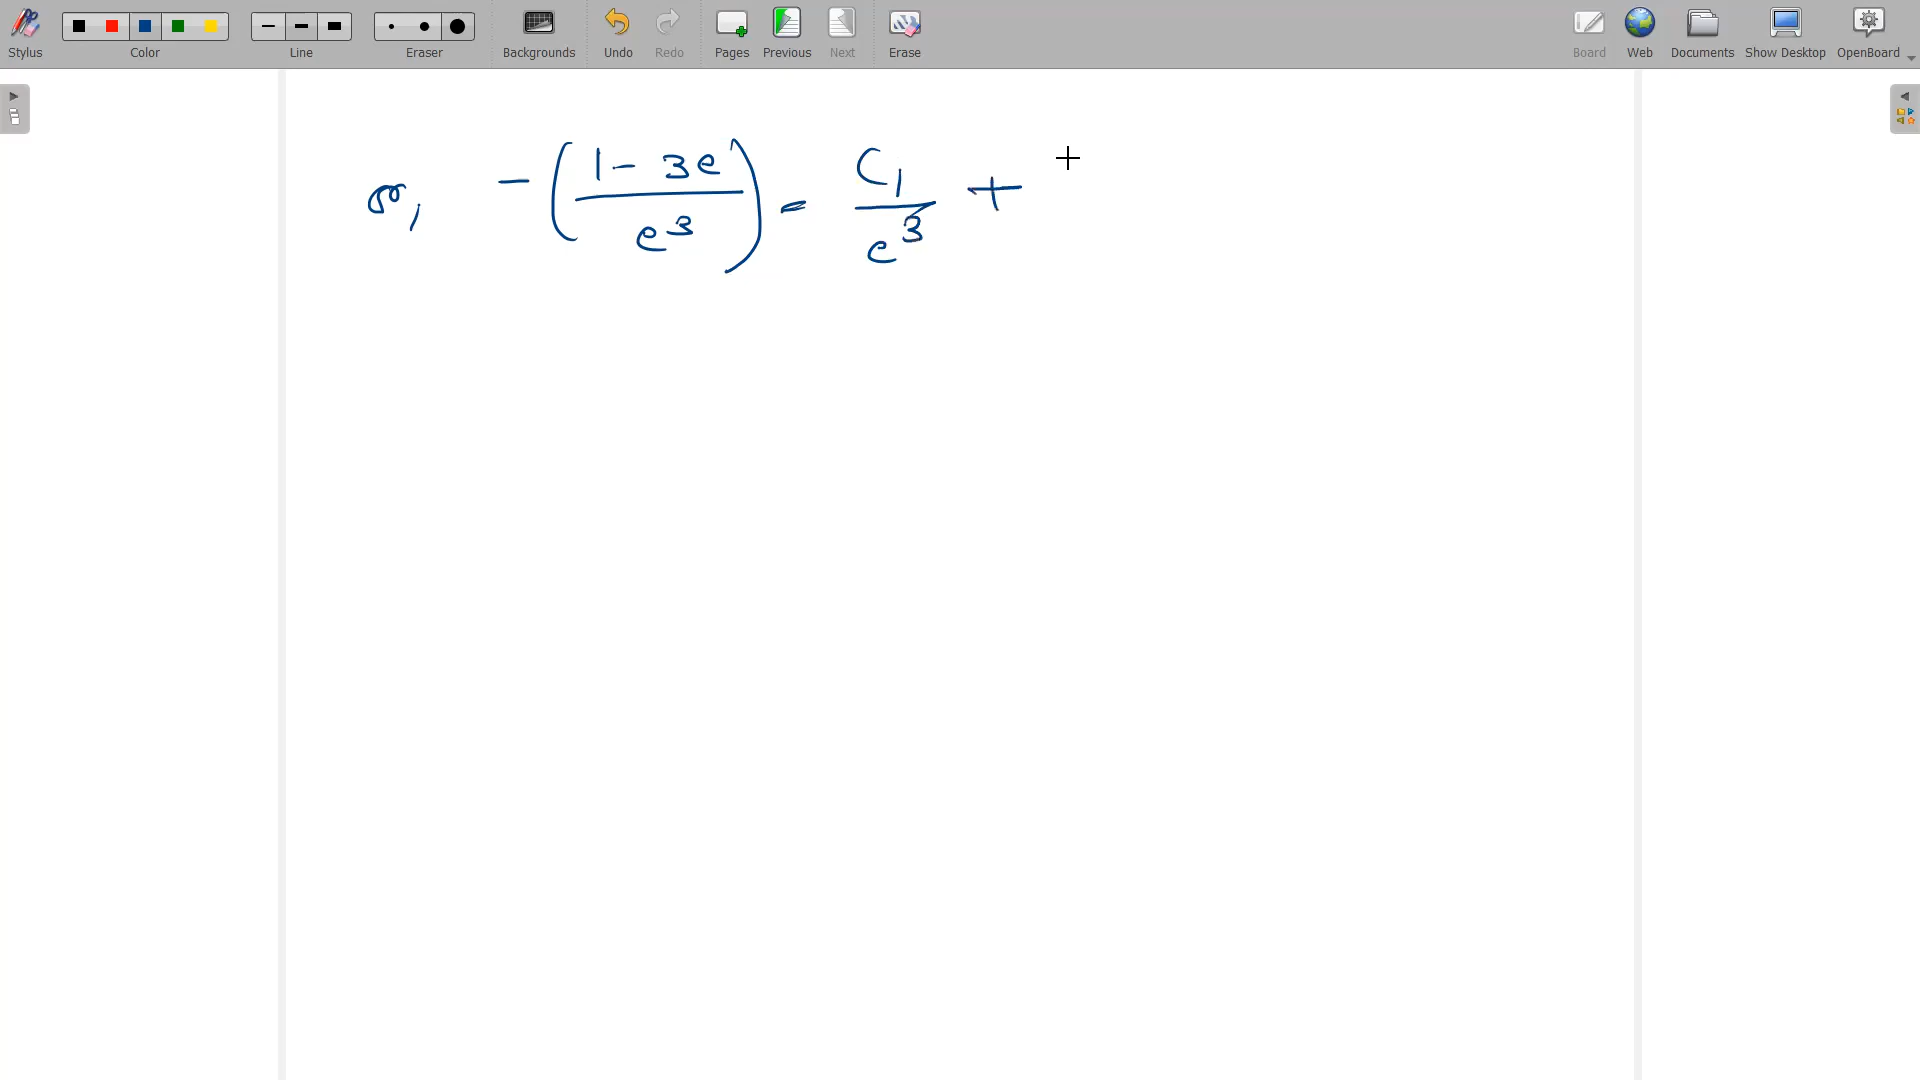 Stylus Color Line Eraser Backgrounds Undo Redo Pages Previous Next Erase Board Web Documents Show Desktop OpenBoard
or, -((1 - 3e)/e^3) = C_1/e^3 +